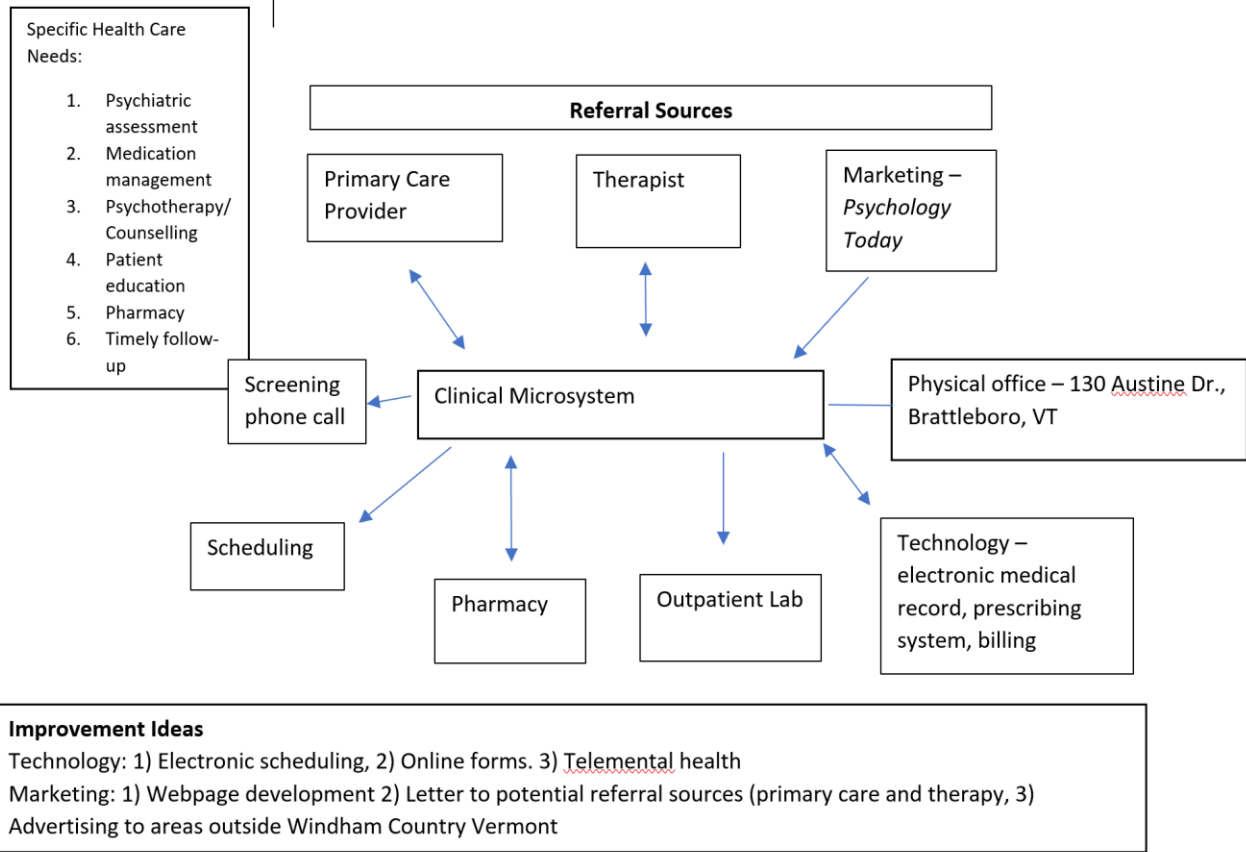 Specific Health Care
Needs:
1. Psychiatric
assessment
2. Medication
management
3. Psychotherapy/
Counselling
4. Patient
education
5. Pharmacy
6. Timely follow-
up
Referral Sources
Primary Care
Provider
Therapist
Marketing –
Psychology
Today
Screening
phone call
Clinical Microsystem
Physical office – 130 Austine Dr.,
Brattleboro, VT
Scheduling
Pharmacy
Outpatient Lab
Technology –
electronic medical
record, prescribing
system, billing
Improvement Ideas
Technology: 1) Electronic scheduling, 2) Online forms. 3) Telemental health
Marketing: 1) Webpage development 2) Letter to potential referral sources (primary care and therapy, 3)
Advertising to areas outside Windham Country Vermont